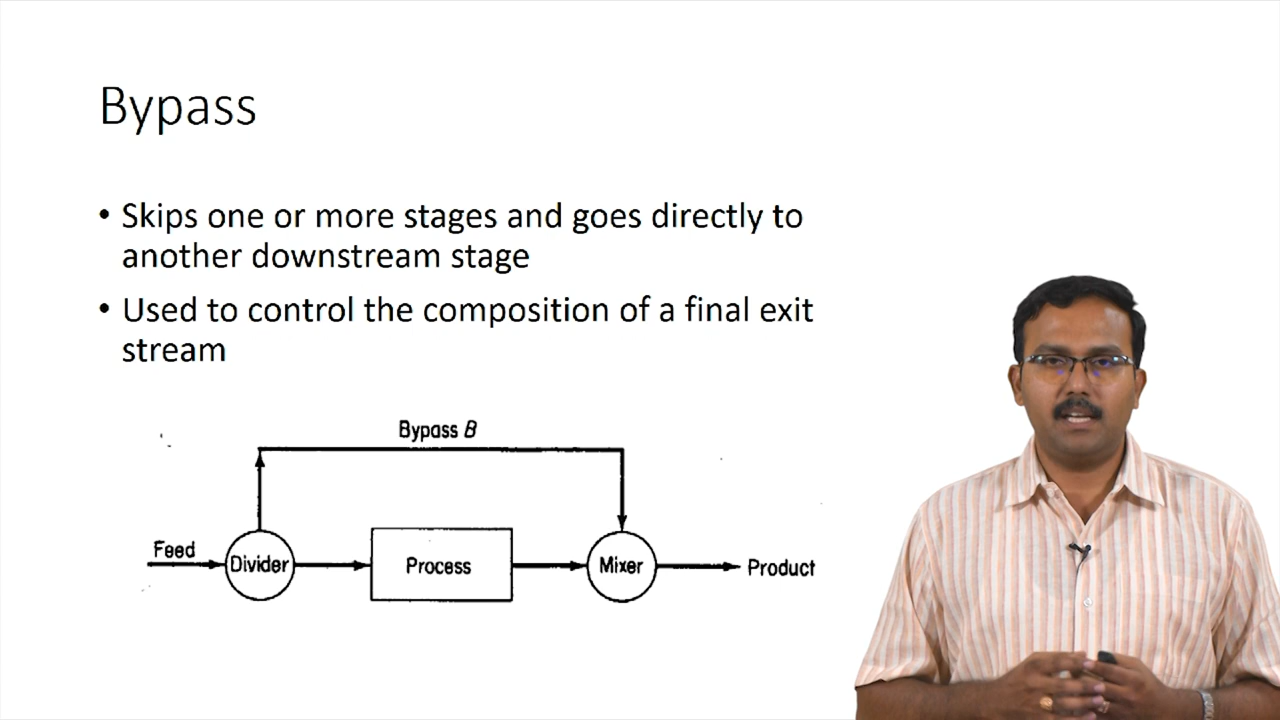 Bypass
• Skips one or more stages and goes directly to
another downstream stage
• Used to control the composition of a final exit
stream
Bypass B
Feed
Divider
Process
Mixer
Product